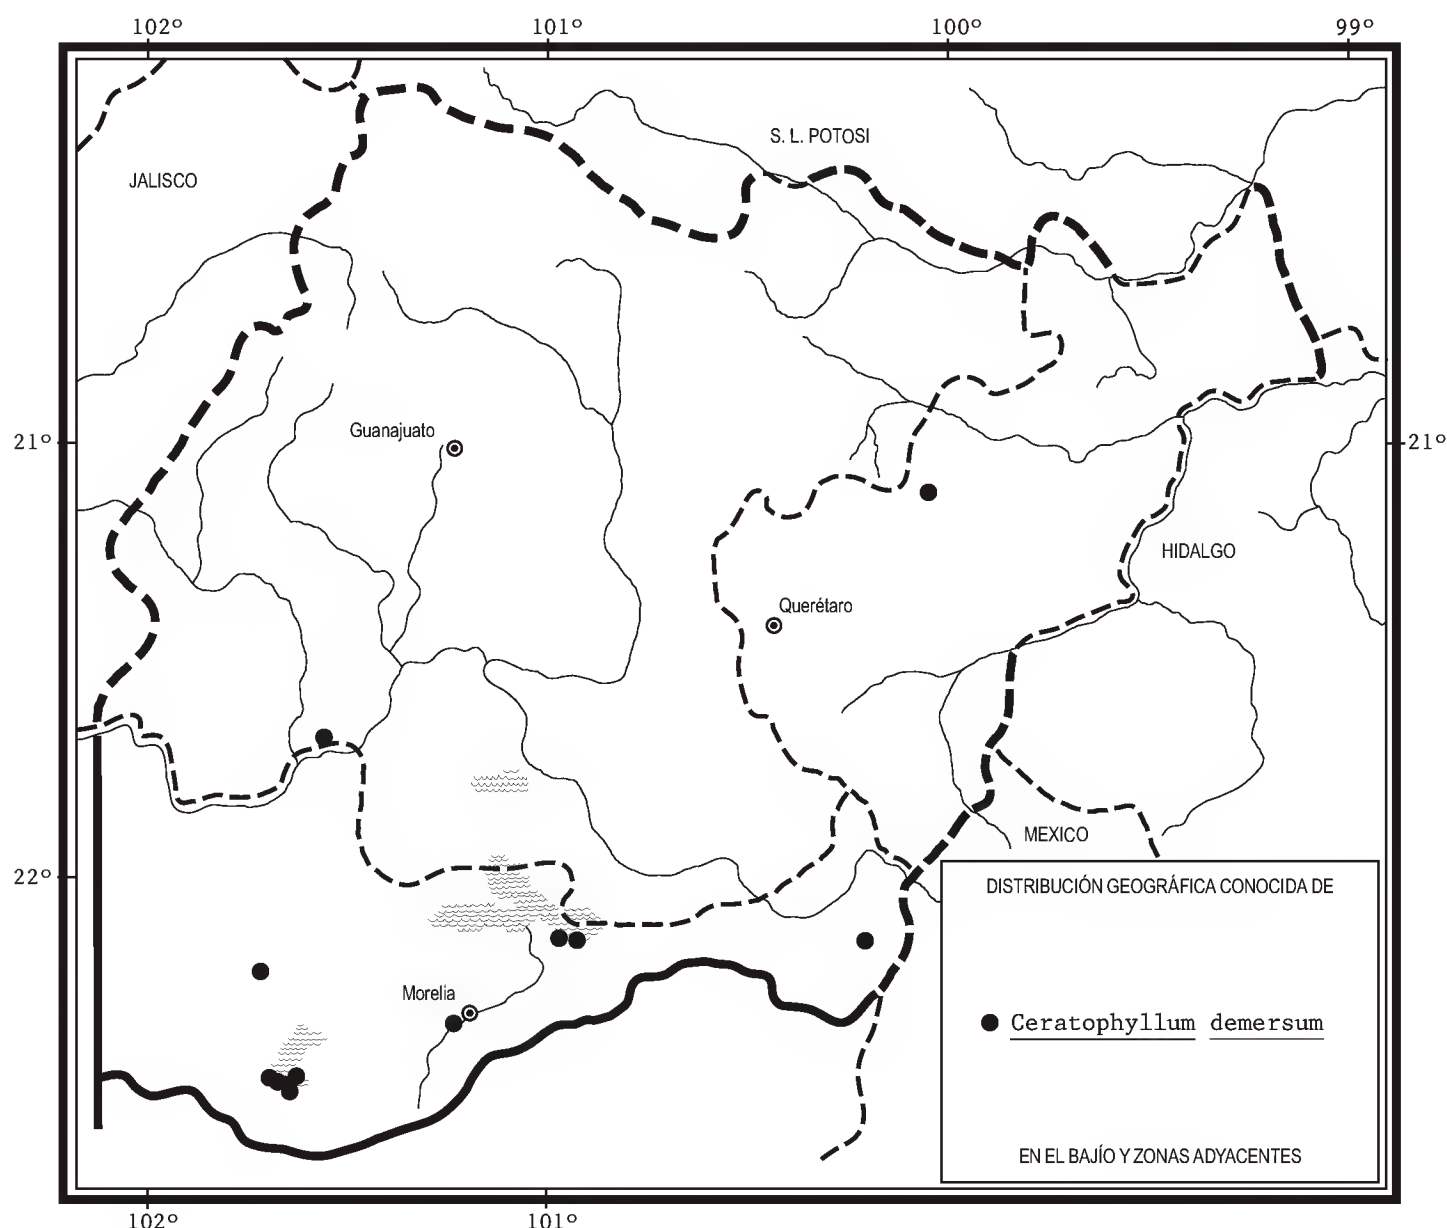 102º 101º 100º 99º
S. L. POTOSI
JALISCO
Guanajuato
21º 21º
HIDALGO
Querétaro
MEXICO
22º
DISTRIBUCIÓN GEOGRÁFICA CONOCIDA DE
Morelia
Ceratophyllum demersum
EN EL BAJÍO Y ZONAS ADYACENTES
102º 101º